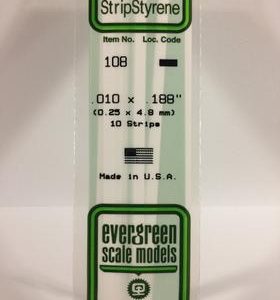 StripStyrene
Item No. Loc. Code
108
.010 x .188"
(0.25 x 4.8 mm)
10 Strips
Made in U.S.A.
evergreen
scale models